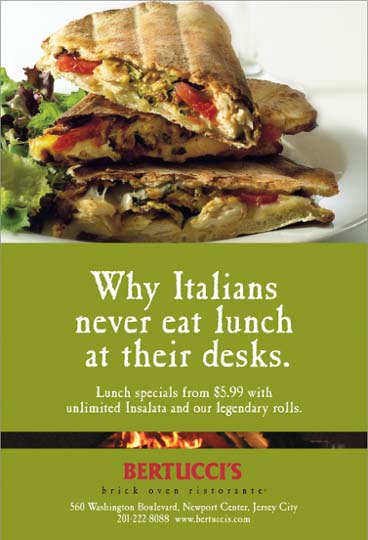 Why Italians
never eat lunch
at their desks.
Lunch specials from $5.99 with
unlimited Insalata and our legendary rolls.
BERTUCCI'S
brick oven ristorante
560 Washington Boulevard, Newport Center, Jersey City
201-222-8088 www.bertuccis.com